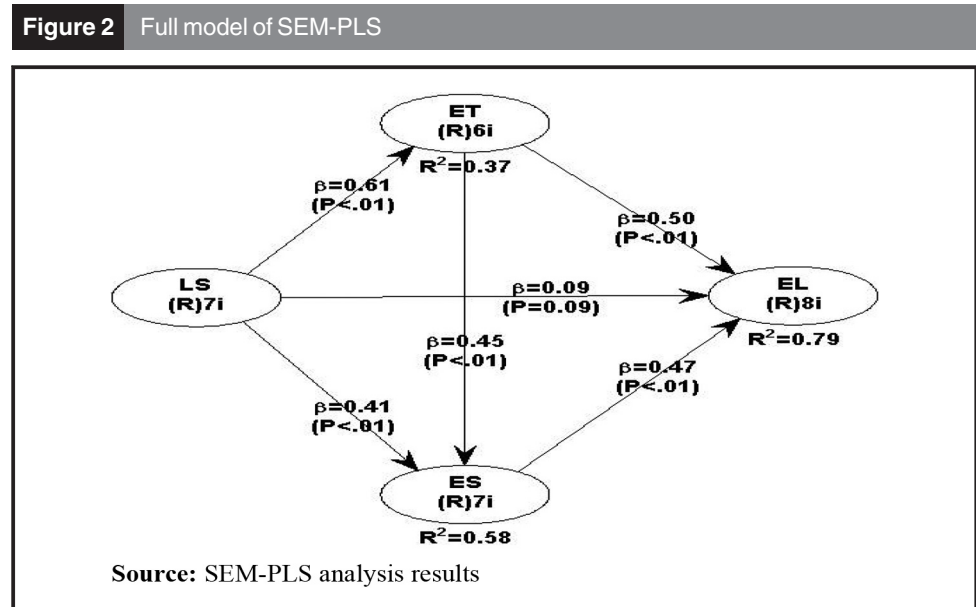 Figure 2 Full model of SEM-PLS
ET
(R)6i
R²=0.37
β=0.61
(P<.01)
β=0.50
(P<.01)
LS
(R)7i
β=0.09
(P=0.09)
EL
(R)8i
R²=0.79
β=0.45
(P<.01)
β=0.47
(P<.01)
β=0.41
(P<.01)
ES
(R)7i
R²=0.58
Source: SEM-PLS analysis results